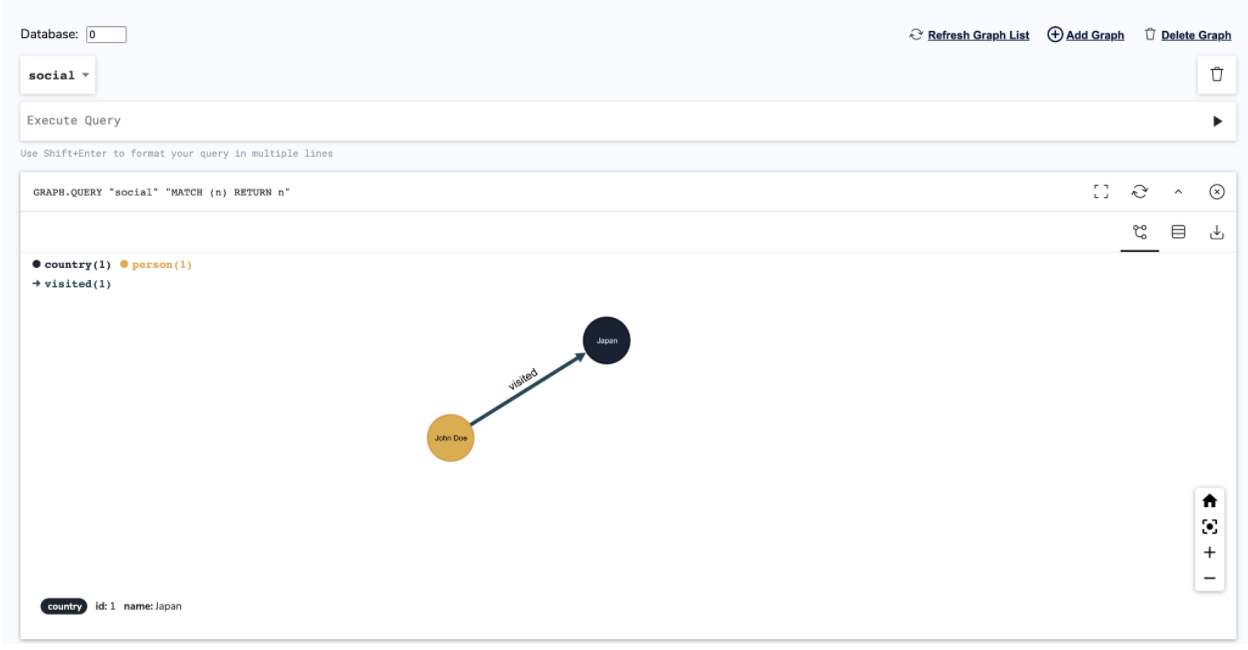 Database: 0 Refresh Graph List Add Graph Delete Graph
social
Execute Query
Use Shift+Enter to format your query in multiple lines
GRAPH.QUERY "social" "MATCH (n) RETURN n"
country(1) person(1)
visited(1)
Japan
visited
John Doe
country id: 1 name: Japan